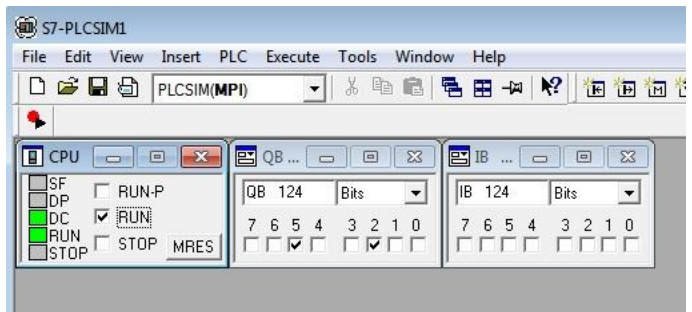 S7-PLCSIM1
File Edit View Insert PLC Execute Tools Window Help
PLCSIM(MPI)
CPU
SF
DP
DC
RUN
STOP
RUN-P
RUN
STOP
MRES
QB ...
QB 124 Bits
7 6 5 4 3 2 1 0
IB ...
IB 124 Bits
7 6 5 4 3 2 1 0